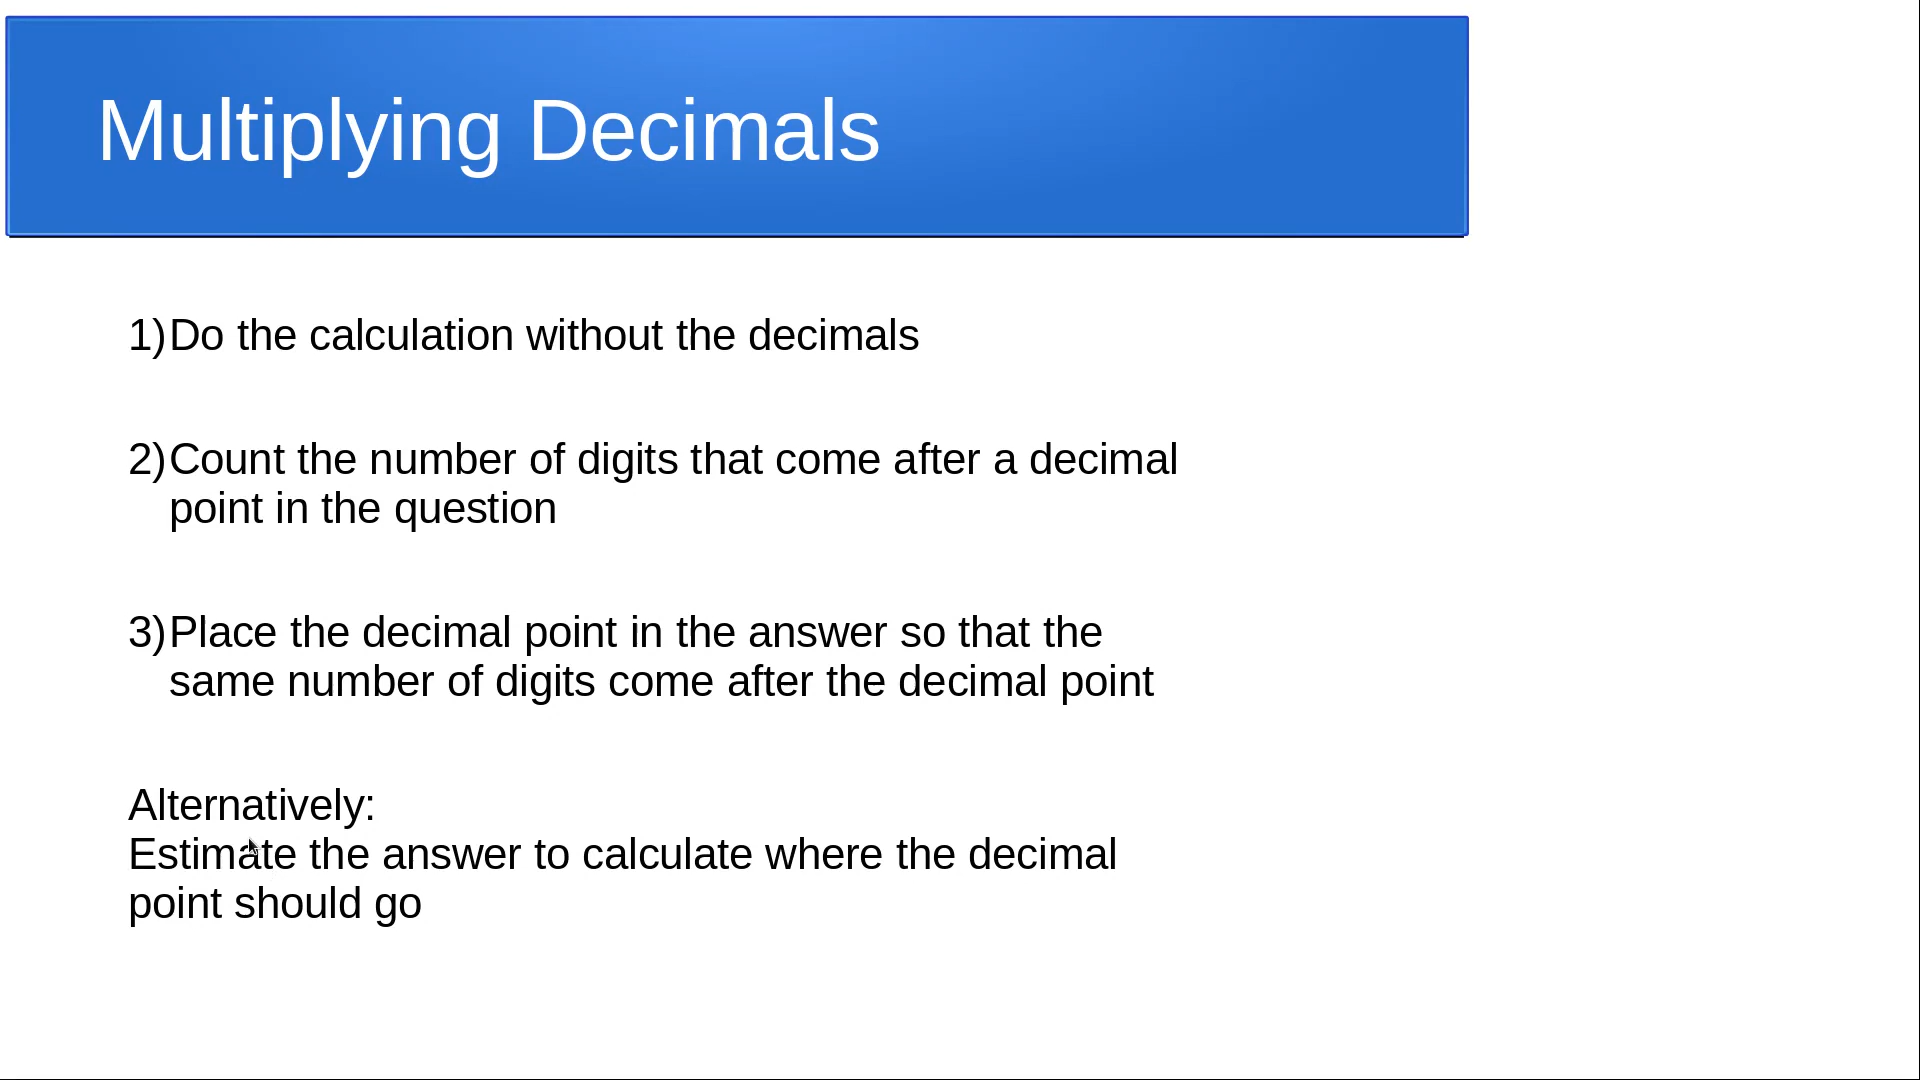 Multiplying Decimals
1)Do the calculation without the decimals
2)Count the number of digits that come after a decimal
point in the question
3)Place the decimal point in the answer so that the
same number of digits come after the decimal point
Alternatively:
Estimate the answer to calculate where the decimal
point should go